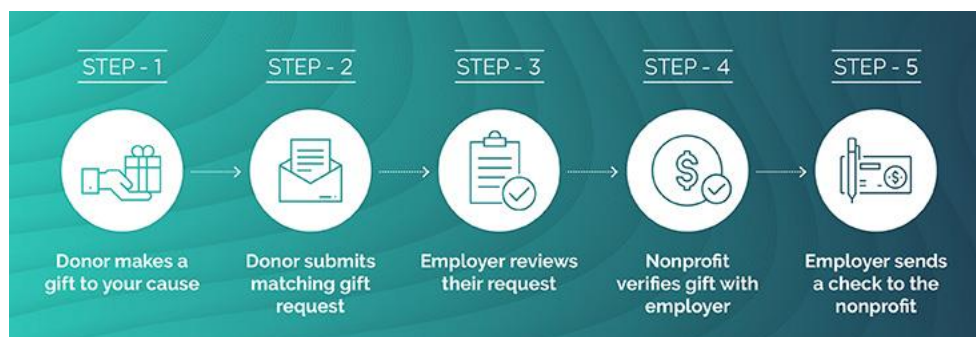 STEP - 1
Donor makes a
gift to your cause
STEP - 2
Donor submits
matching gift
request
STEP - 3
Employer reviews
their request
STEP - 4
$
Nonprofit
verifies gift with
employer
STEP - 5
$
Employer sends
a check to the
nonprofit